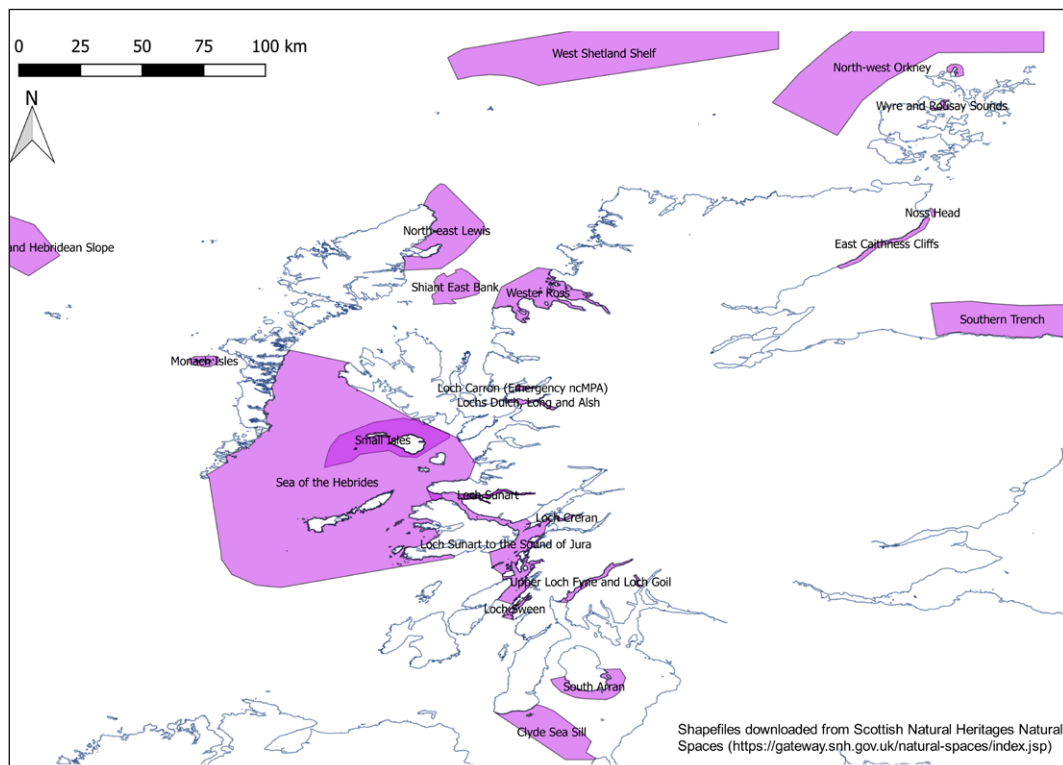 0 25 50 75 100 km
N
West Shetland Shelf
North-west Orkney
Wyre and Rousay Sounds
Noss Head
North-east Lewis
East Caithness Cliffs
and Hebridean Slope
Shiant East Bank
Wester Ross
Southern Trench
Monach Isles
Loch Carron (Emergency ncMPA)
Lochs Duich, Long and Alsh
Small Isles
Sea of the Hebrides
Loch Sunart
Loch Creran
Loch Sunart to the Sound of Jura
Upper Loch Fyne and Loch Goil
Loch Sween
South Arran
Clyde Sea Sill
Shapefiles downloaded from Scottish Natural Heritages Natural
Spaces (https://gateway.snh.gov.uk/natural-spaces/index.jsp)